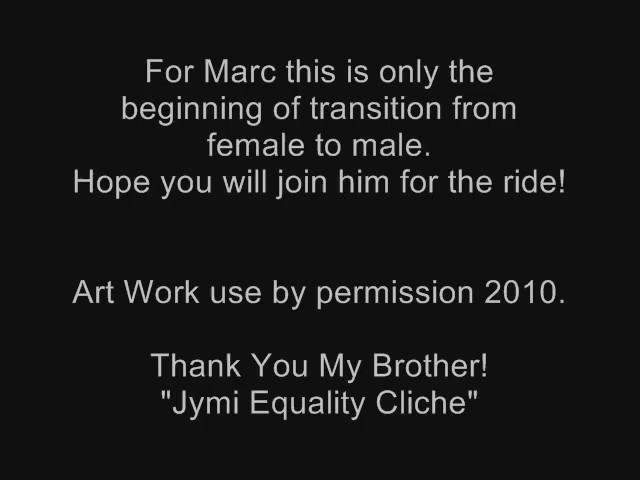 For Marc this is only the
beginning of transition from
female to male.
Hope you will join him for the ride!
Art Work use by permission 2010.
Thank You My Brother!
"Jymi Equality Cliche"